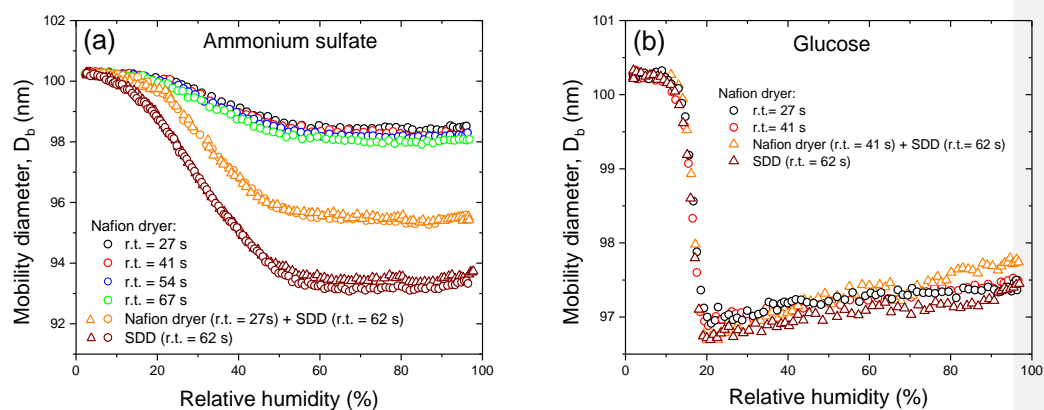 (a)
Ammonium sulfate
Mobility diameter, D_b (nm)
102
100
98
96
94
92
Nafion dryer:
r.t. = 27 s
r.t. = 41 s
r.t. = 54 s
r.t. = 67 s
Nafion dryer (r.t. = 27s) + SDD (r.t. = 62 s)
SDD (r.t. = 62 s)
0 20 40 60 80 100
Relative humidity (%)
(b)
Glucose
Mobility diameter, D_b (nm)
101
100
99
98
97
96
Nafion dryer:
r.t. = 27 s
r.t. = 41 s
Nafion dryer (r.t. = 41 s) + SDD (r.t.= 62 s)
SDD (r.t. = 62 s)
0 20 40 60 80 100
Relative humidity (%)